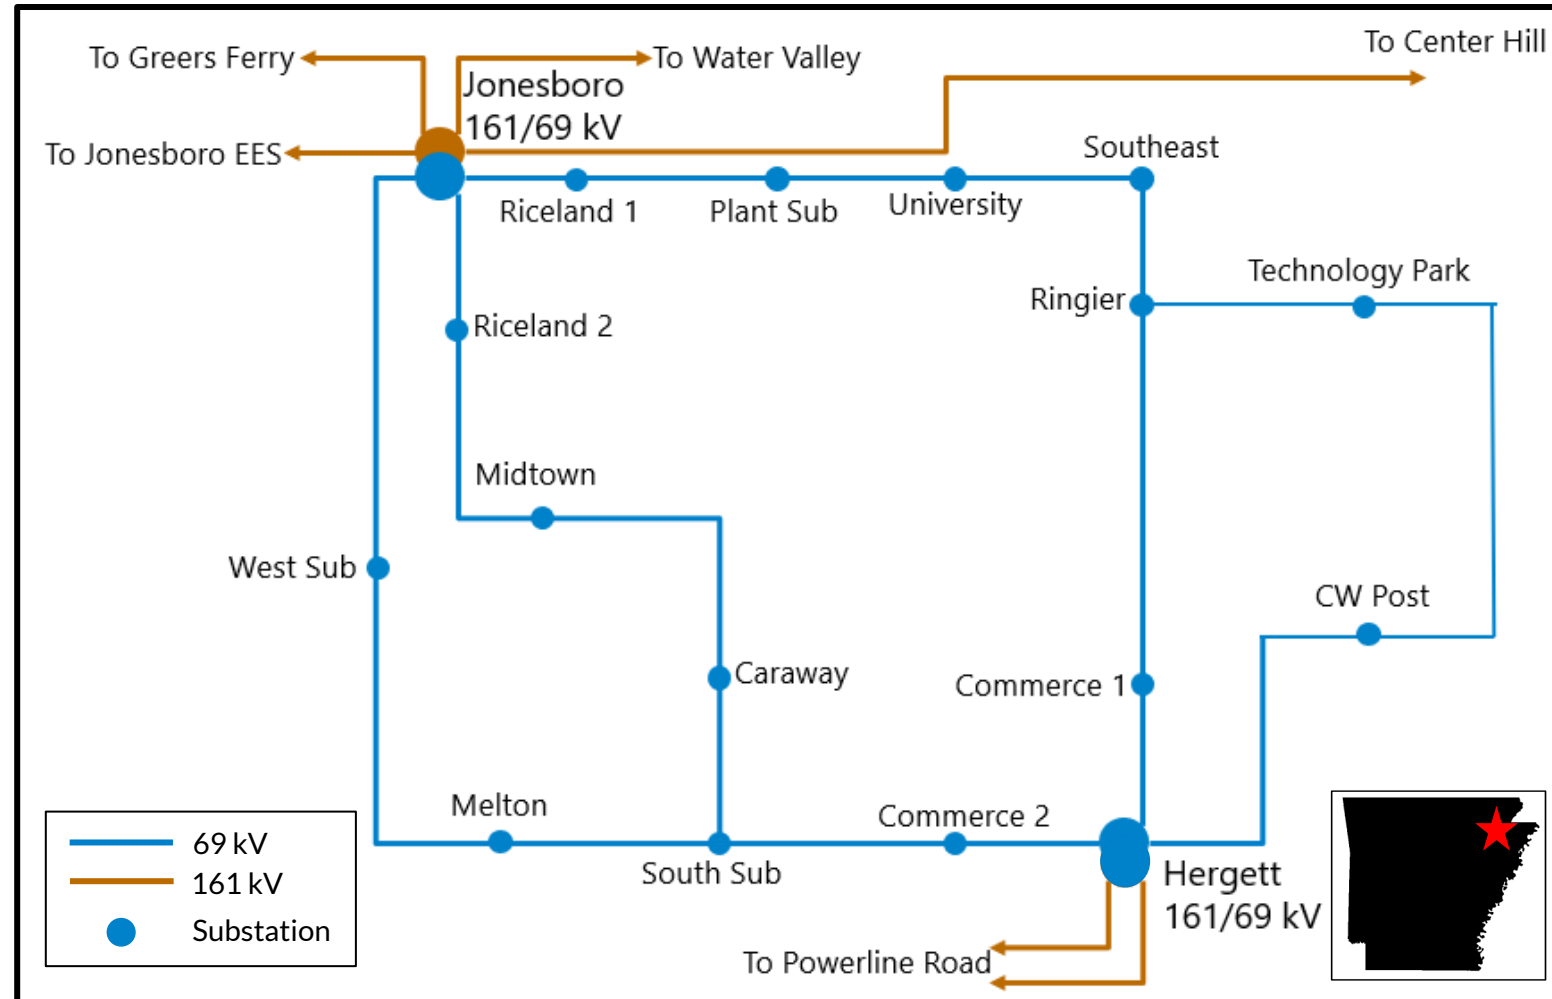 To Greers Ferry
To Water Valley
To Center Hill
Jonesboro
161/69 kV
To Jonesboro EES
Southeast
Riceland 1
Plant Sub
University
Technology Park
Ringier
Riceland 2
Midtown
West Sub
CW Post
Caraway
Commerce 1
Melton
Commerce 2
South Sub
Hergett
161/69 kV
To Powerline Road
69 kV
161 kV
Substation